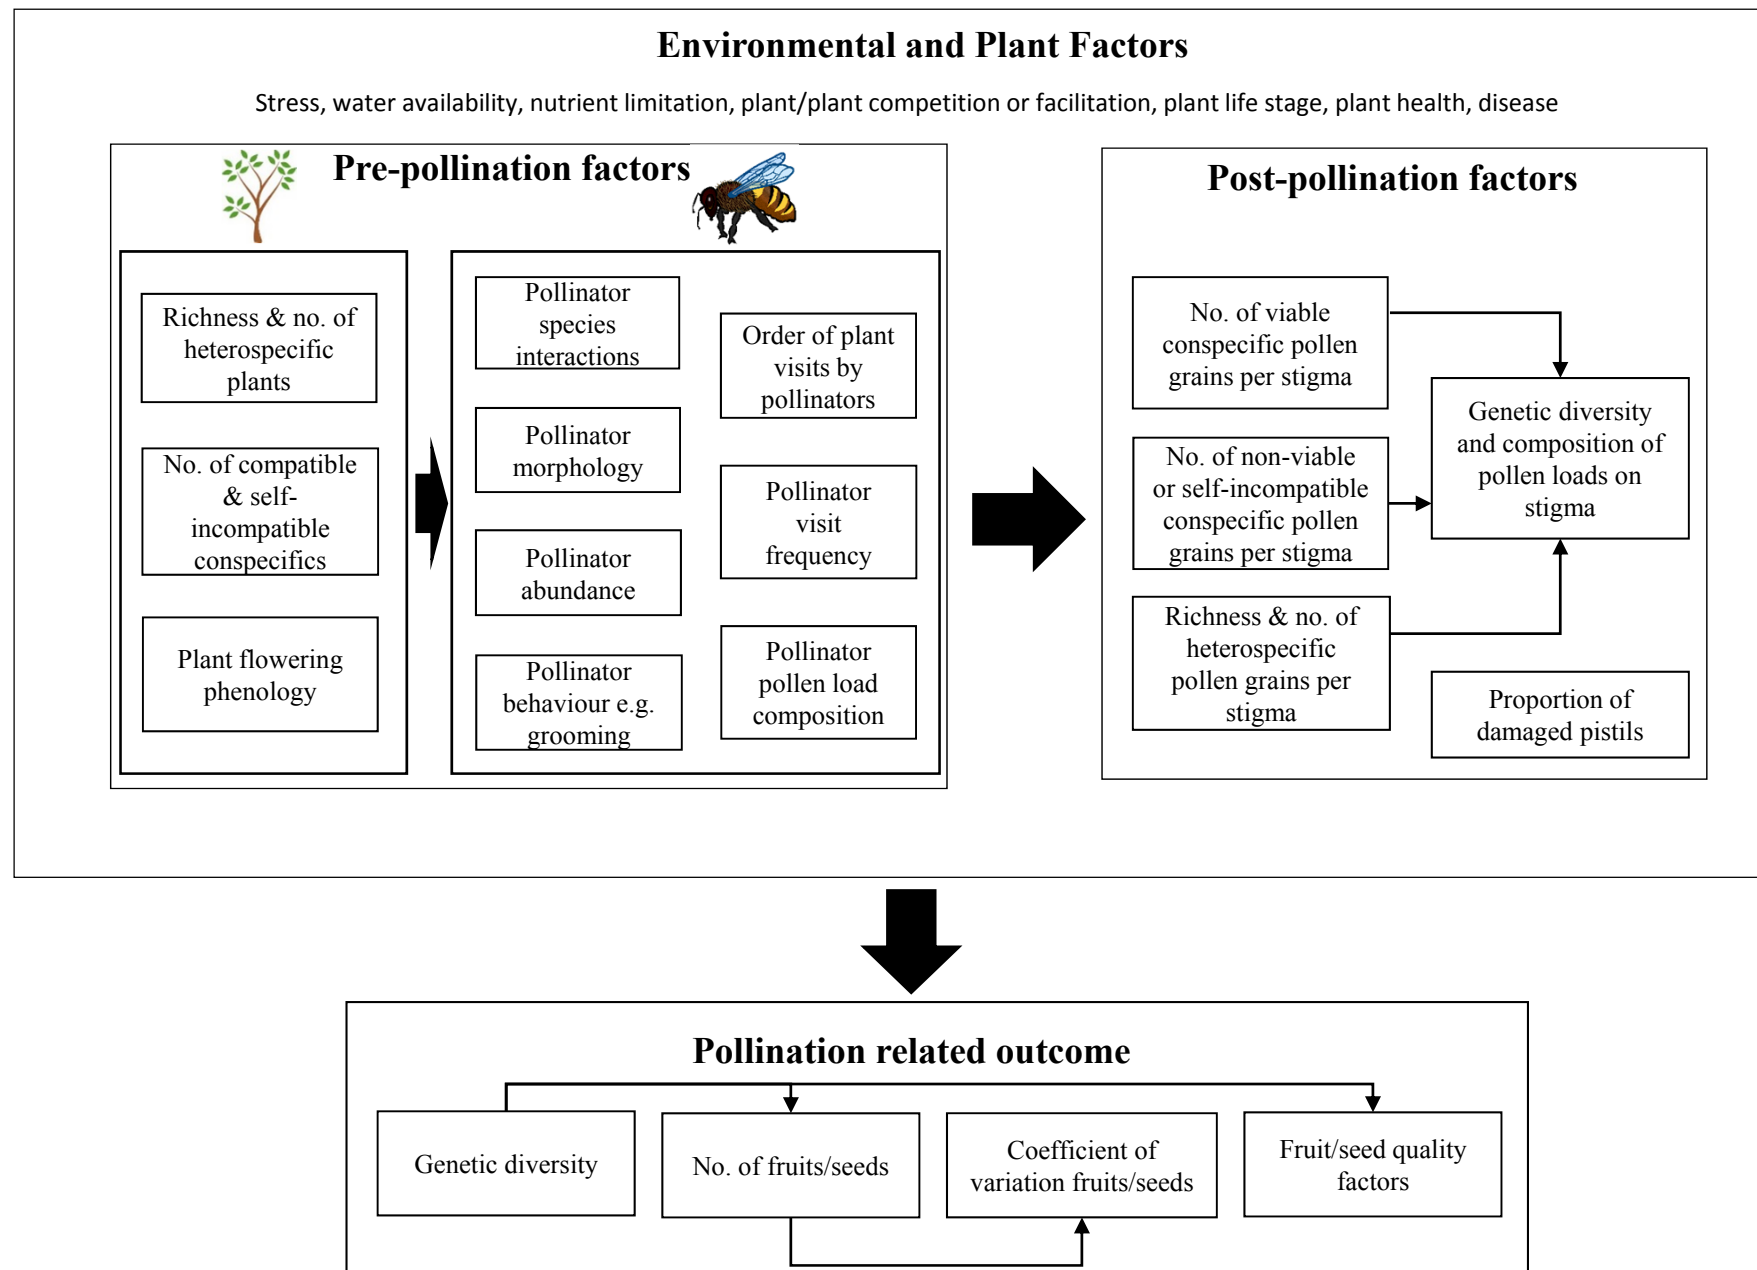 Environmental and Plant Factors
Stress, water availability, nutrient limitation, plant/plant competition or facilitation, plant life stage, plant health, disease
Pre-pollination factors
Richness & no. of
heterospecific
plants
No. of compatible
& self-
incompatible
conspecifics
Plant flowering
phenology
Pollinator
species
interactions
Pollinator
morphology
Pollinator
abundance
Pollinator
behaviour e.g.
grooming
Order of plant
visits by
pollinators
Pollinator
visit
frequency
Pollinator
pollen load
composition
Post-pollination factors
No. of viable
conspecific pollen
grains per stigma
No. of non-viable
or self-incompatible
conspecific pollen
grains per stigma
Richness & no. of
heterospecific
pollen grains per
stigma
Genetic diversity
and composition of
pollen loads on
stigma
Proportion of
damaged pistils
Pollination related outcome
Genetic diversity
No. of fruits/seeds
Coefficient of
variation fruits/seeds
Fruit/seed quality
factors